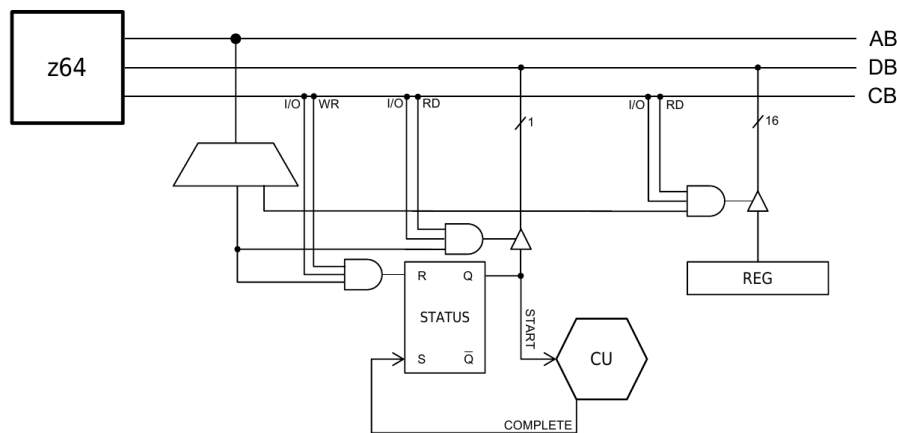 AB
z64
DB
CB
I/O WR
I/O RD
I/O RD
1
16
R Q
REG
STATUS
START
S Q̅
CU
COMPLETE